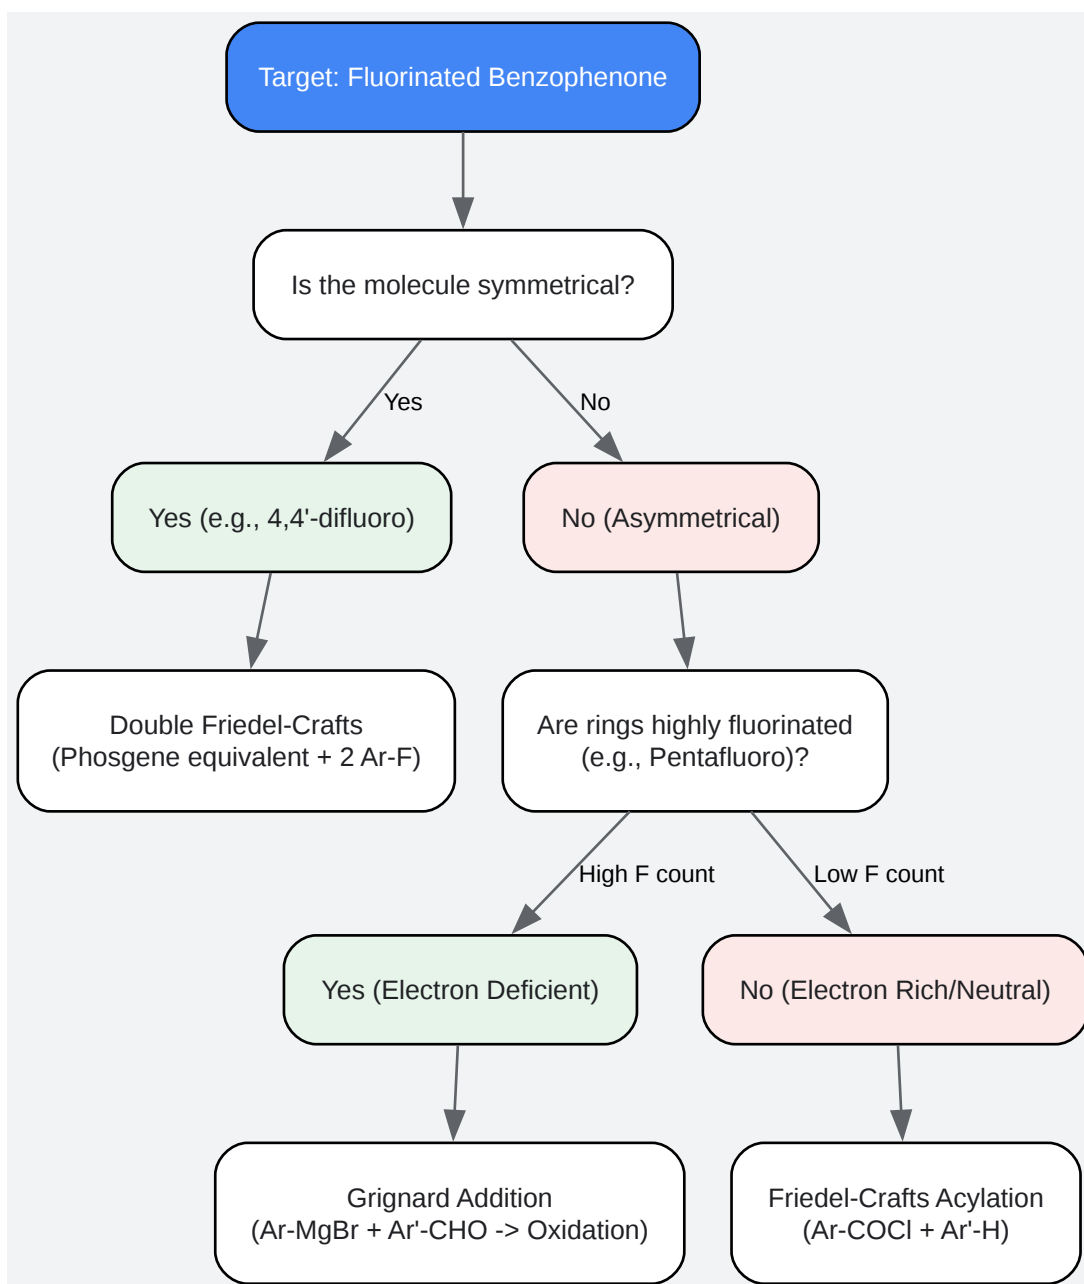 Target: Fluorinated Benzophenone
Is the molecule symmetrical?
Yes
No
Yes (e.g., 4,4'-difluoro)
No (Asymmetrical)
Double Friedel-Crafts
(Phosgene equivalent + 2 Ar-F)
Are rings highly fluorinated
(e.g., Pentafluoro)?
High F count
Low F count
Yes (Electron Deficient)
No (Electron Rich/Neutral)
Grignard Addition
(Ar-MgBr + Ar'-CHO -> Oxidation)
Friedel-Crafts Acylation
(Ar-COCl + Ar'-H)